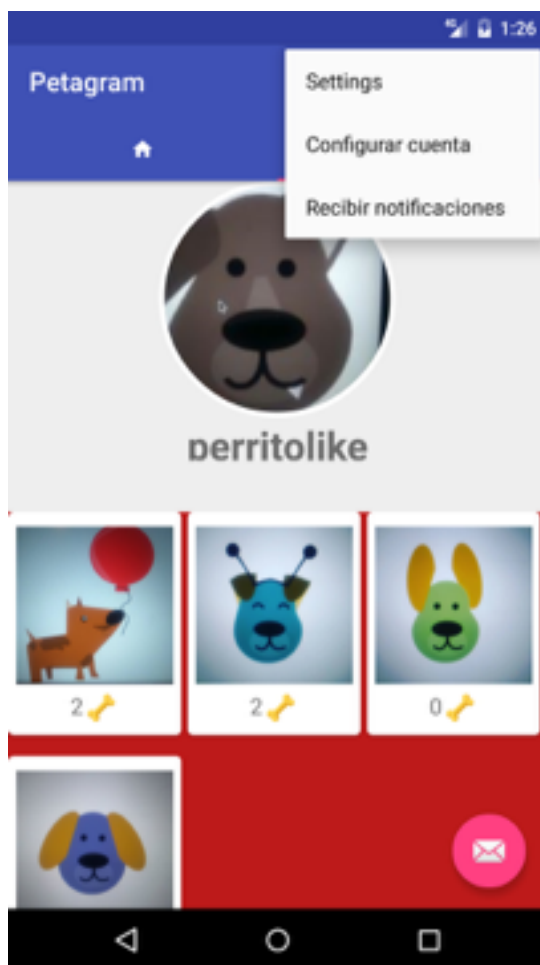 1:26
Petagram
Settings
Configurar cuenta
Recibir notificaciones
perritolike
2
2
0